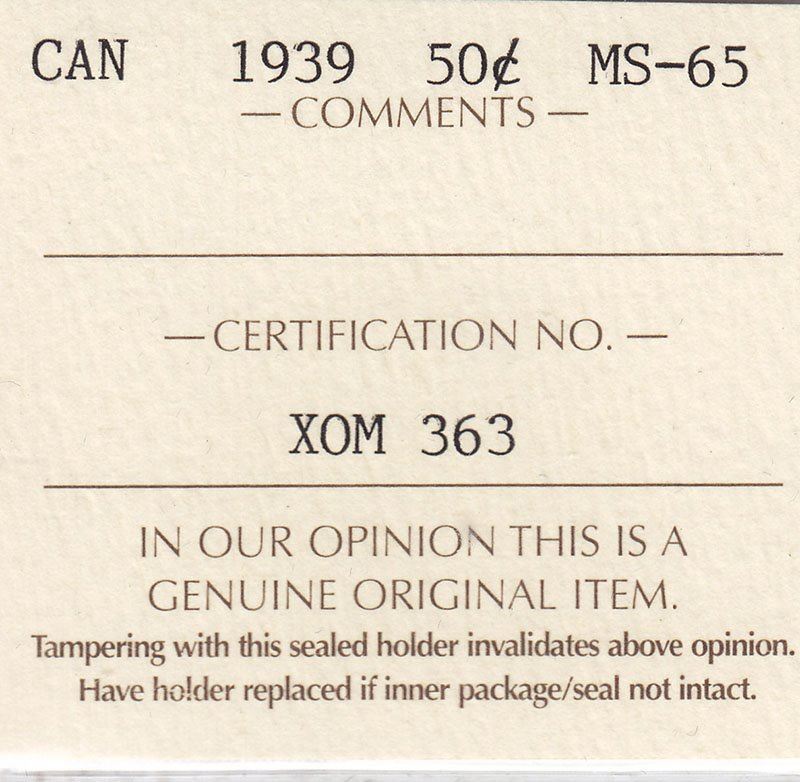 CAN 1939 50¢ MS-65
— COMMENTS —
— CERTIFICATION NO. —
XOM 363
IN OUR OPINION THIS IS A
GENUINE ORIGINAL ITEM.
Tampering with this sealed holder invalidates above opinion.
Have holder replaced if inner package/seal not intact.